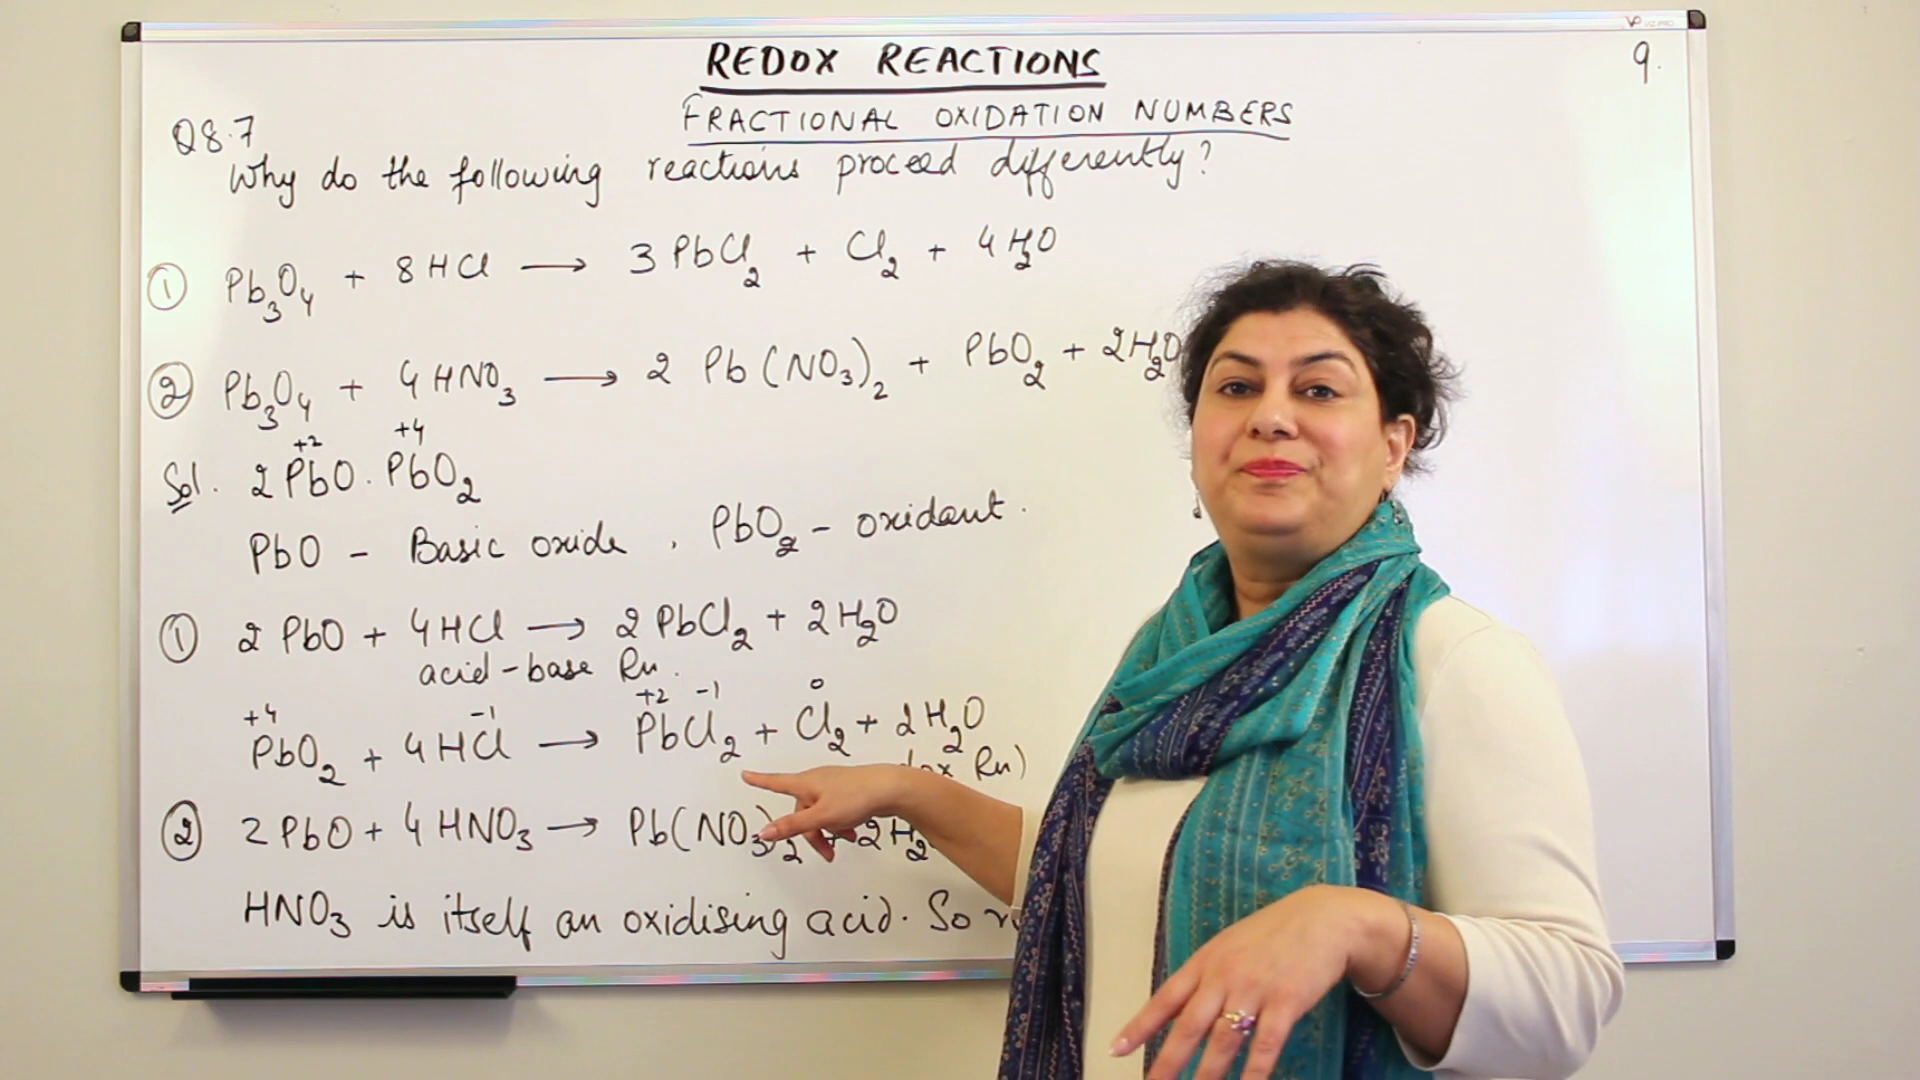 REDOX REACTIONS
9.
FRACTIONAL OXIDATION NUMBERS
Q8.7
Why do the following reactions proceed differently?
① Pb₃O₄ + 8HCl → 3PbCl₂ + Cl₂ + 4H₂O
② Pb₃O₄ + 4HNO₃ → 2Pb(NO₃)₂ + PbO₂ + 2H₂O
+2 +4
Sol. 2PbO.PbO₂
PbO - Basic oxide, PbO₂ - oxidant.
① 2PbO + 4HCl → 2PbCl₂ + 2H₂O
acid-base Rn.
+4 -1 +2 -1 0
PbO₂ + 4HCl → PbCl₂ + Cl₂ + 2H₂O
Rn)
② 2PbO + 4HNO₃ → Pb(NO₃)₂ + 2H₂
HNO₃ is itself an oxidising acid. So